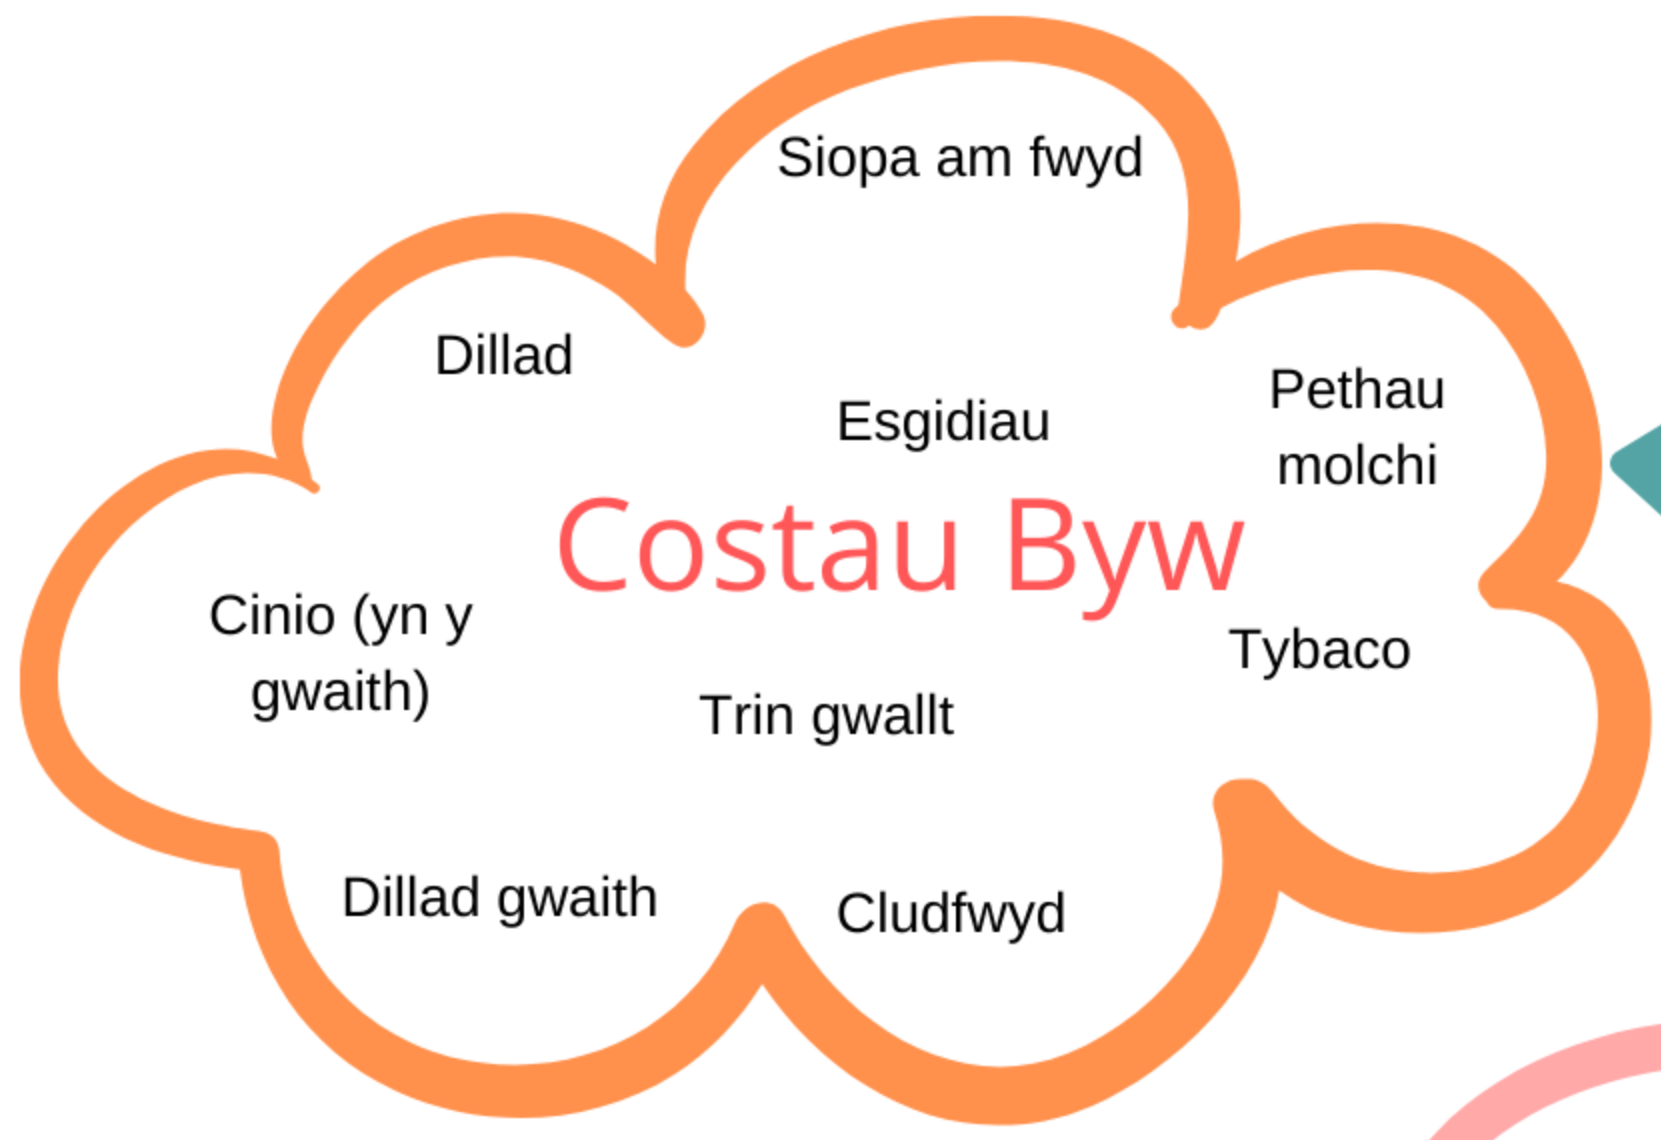 Siopa am fwyd
Dillad
Esgidiau
Pethau
molchi
Costau Byw
Cinio (yn y
gwaith)
Tybaco
Trin gwallt
Dillad gwaith
Cludfwyd